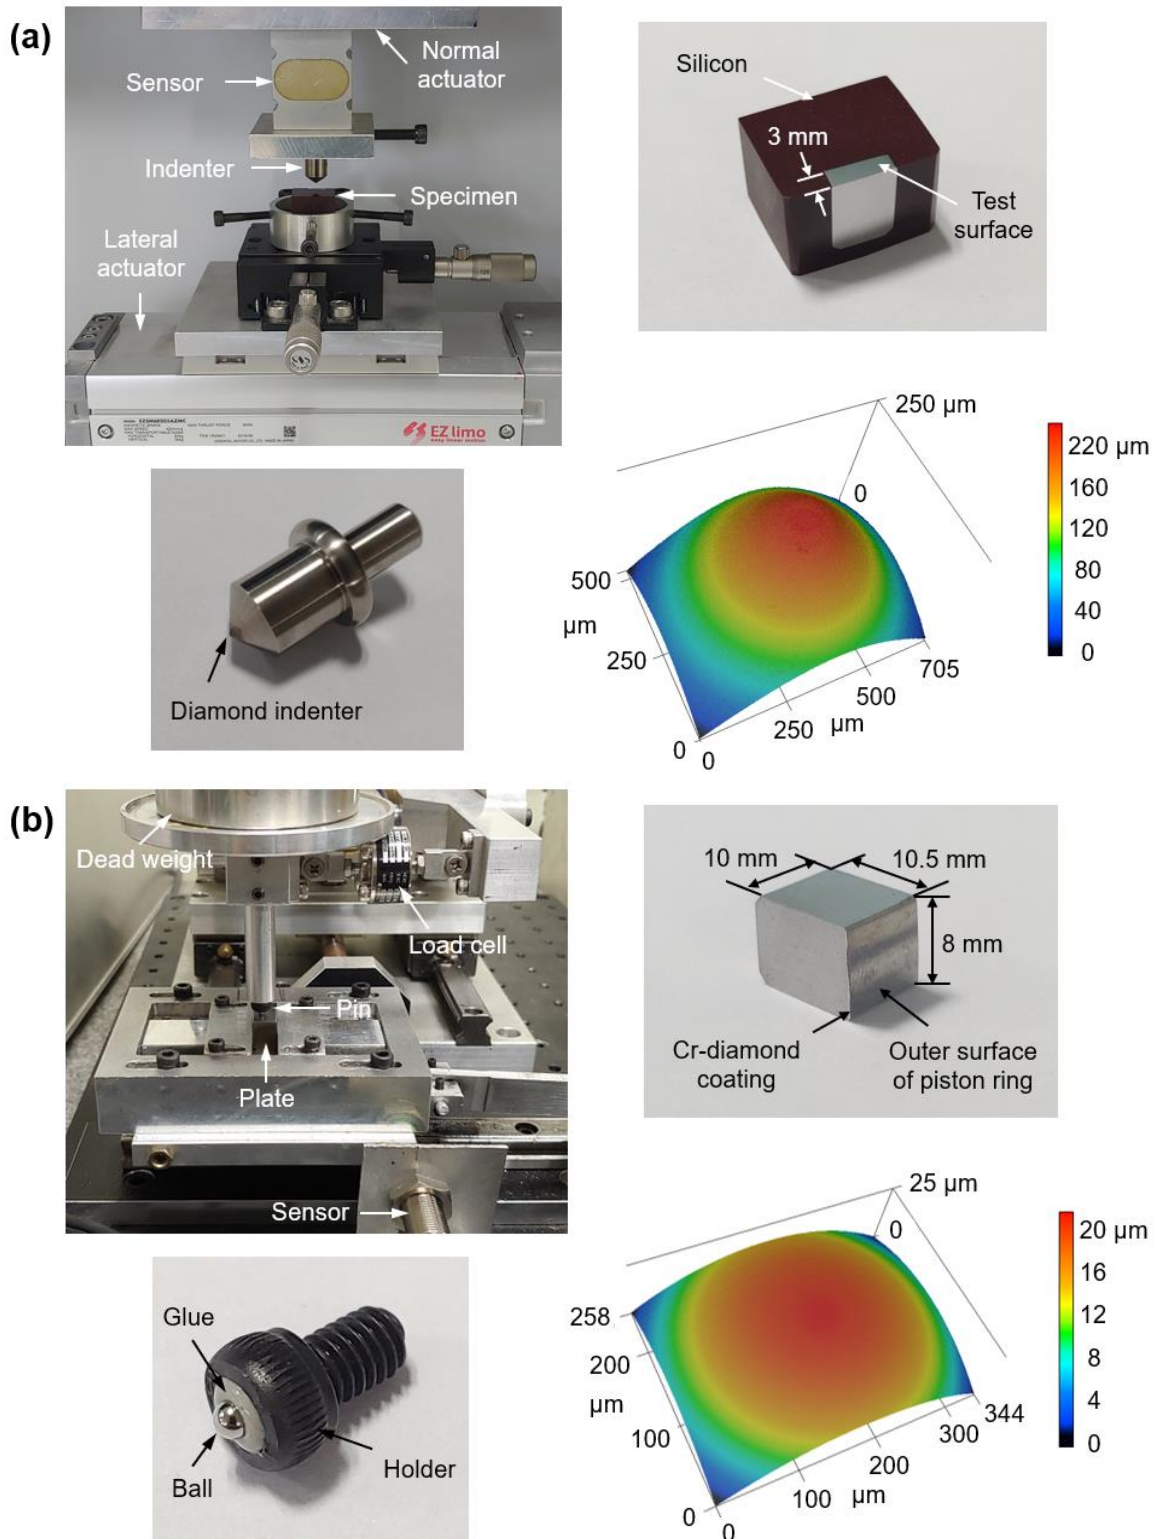 (a)
Normal
actuator
Sensor
Indenter
Specimen
Lateral
actuator
EZ limo
easy linear motion
Silicon
3 mm
Test
surface
Diamond indenter
250 µm
0
500
µm
250
0
0
250
µm
500
705
220 µm
160
120
80
40
0
(b)
Dead weight
Load cell
Pin
Plate
Sensor
10 mm
10.5 mm
8 mm
Cr-diamond
coating
Outer surface
of piston ring
Glue
Ball
Holder
25 µm
0
258
200
µm
100
0
0
100
µm
200
300
344
20 µm
16
12
8
4
0